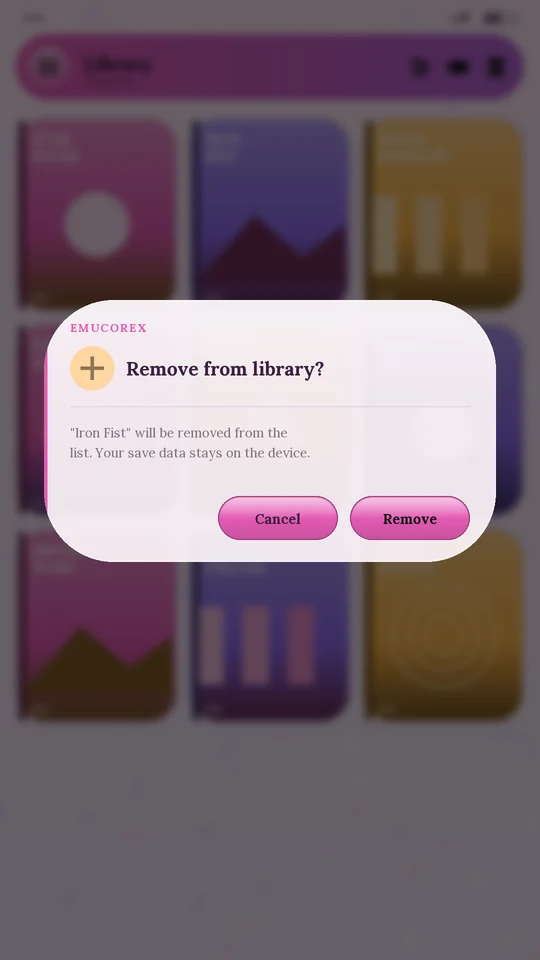 Library
EMUCOREX
Remove from library?
"Iron Fist" will be removed from the
list. Your save data stays on the device.
Cancel
Remove